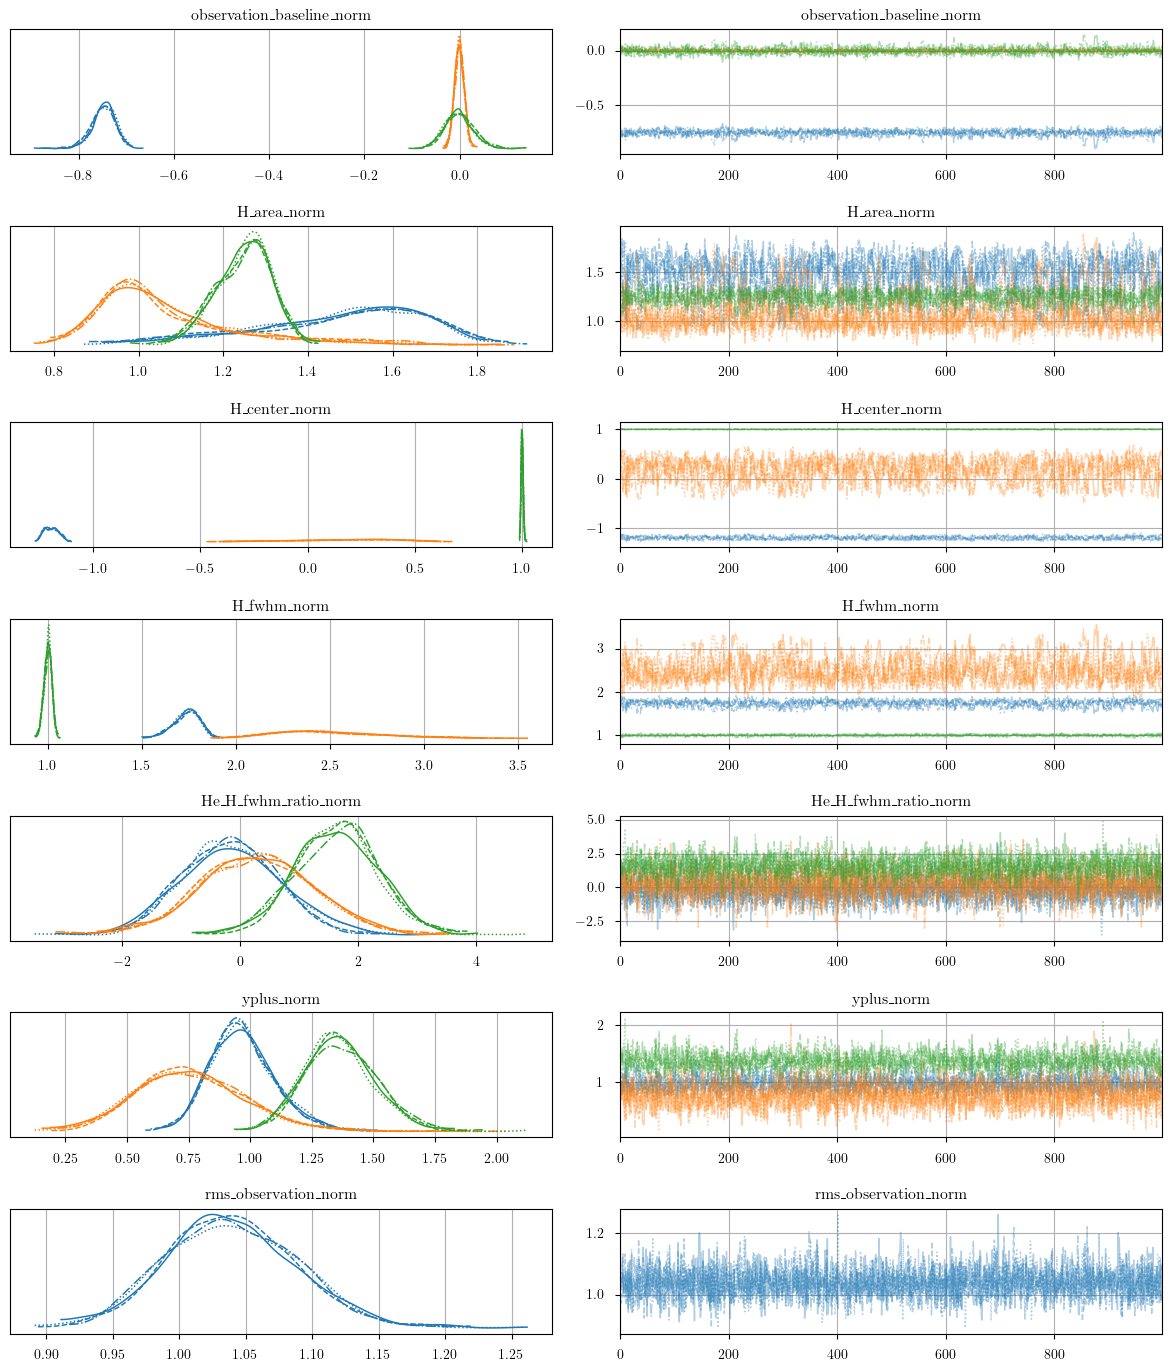 observation_baseline_norm
−0.8 −0.6 −0.4 −0.2 0.0
observation_baseline_norm
0.0
−0.5
0 200 400 600 800
H_area_norm
0.8 1.0 1.2 1.4 1.6 1.8
H_area_norm
1.5
1.0
0 200 400 600 800
H_center_norm
−1.0 −0.5 0.0 0.5 1.0
H_center_norm
1
0
−1
0 200 400 600 800
H_fwhm_norm
1.0 1.5 2.0 2.5 3.0 3.5
H_fwhm_norm
3
2
1
0 200 400 600 800
He_H_fwhm_ratio_norm
−2 0 2 4
He_H_fwhm_ratio_norm
5.0
2.5
0.0
−2.5
0 200 400 600 800
yplus_norm
0.25 0.50 0.75 1.00 1.25 1.50 1.75 2.00
yplus_norm
2
1
0 200 400 600 800
rms_observation_norm
0.90 0.95 1.00 1.05 1.10 1.15 1.20 1.25
rms_observation_norm
1.2
1.0
0 200 400 600 800